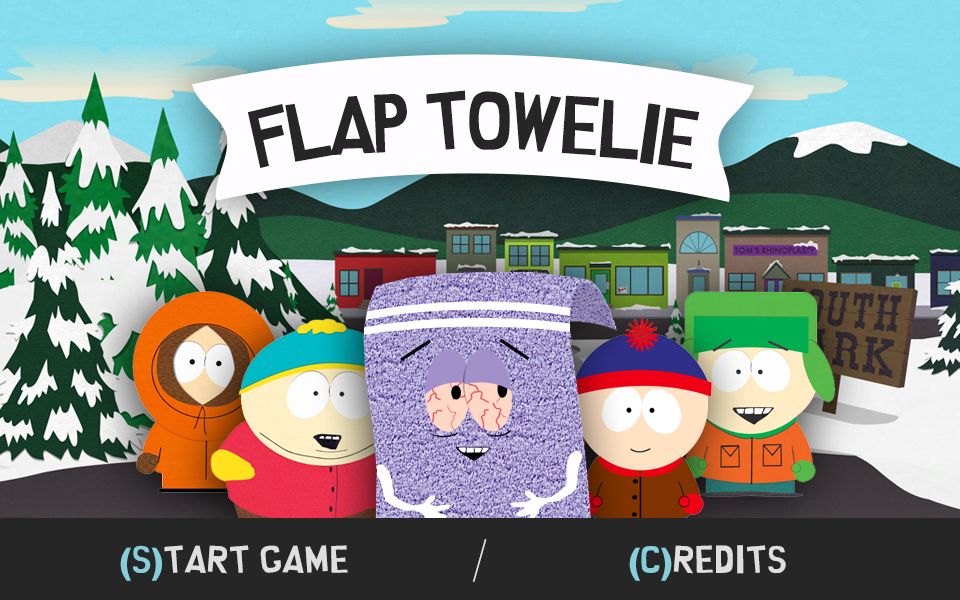 FLAP TOWELIE
TOM'S RHINOPLASTY
(S)TART GAME
/
(C)REDITS